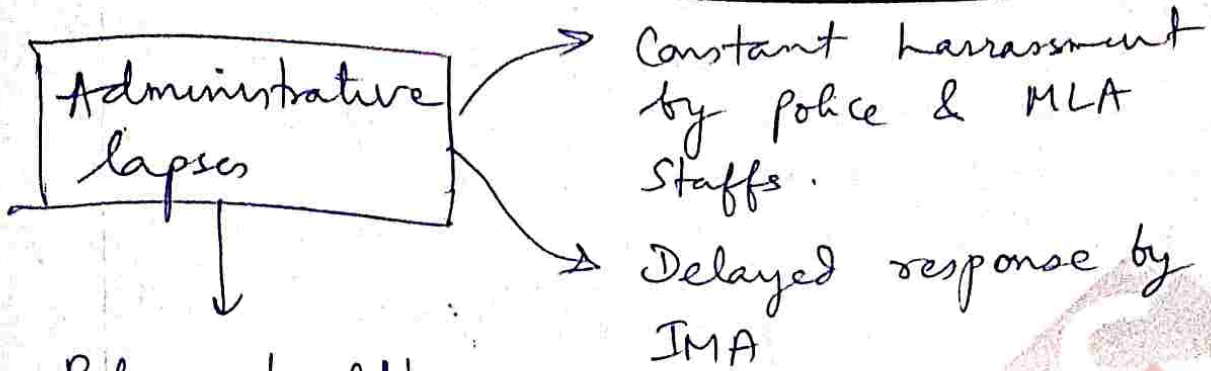 Administrative
lapses
Constant harrassment
by police & MLA
Staffs.
Delayed response by
IMA